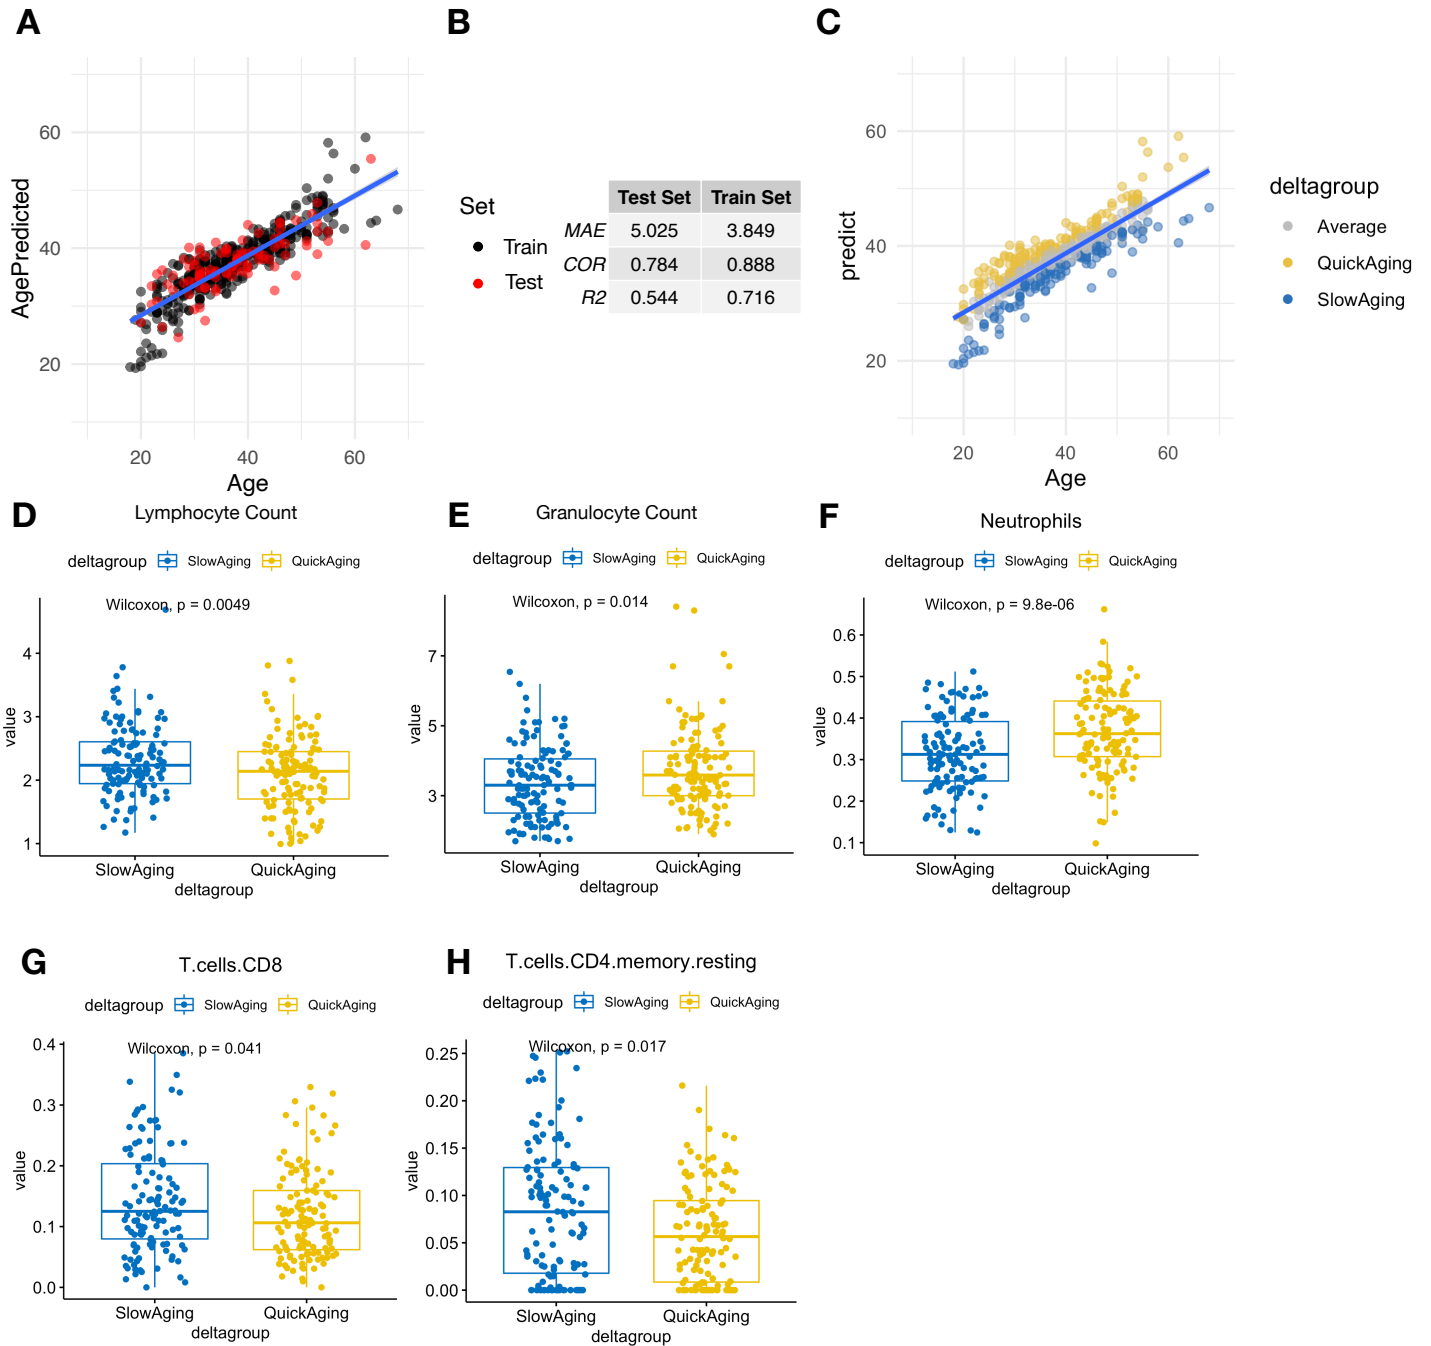 A
60
40
20
AgePredicted
20 40 60
Age
B
Set
Train
Test
Test Set Train Set
MAE 5.025 3.849
COR 0.784 0.888
R2 0.544 0.716
C
60
40
20
predict
20 40 60
Age
deltagroup
Average
QuickAging
SlowAging
D
Lymphocyte Count
deltagroup SlowAging QuickAging
Wilcoxon, p = 0.0049
4
3
2
1
value
SlowAging QuickAging
deltagroup
E
Granulocyte Count
deltagroup SlowAging QuickAging
Wilcoxon, p = 0.014
7
5
3
value
SlowAging QuickAging
deltagroup
F
Neutrophils
deltagroup SlowAging QuickAging
Wilcoxon, p = 9.8e-06
0.6
0.5
0.4
0.3
0.2
0.1
value
SlowAging QuickAging
deltagroup
G
T.cells.CD8
deltagroup SlowAging QuickAging
Wilcoxon, p = 0.041
0.4
0.3
0.2
0.1
0.0
value
SlowAging QuickAging
deltagroup
H
T.cells.CD4.memory.resting
deltagroup SlowAging QuickAging
Wilcoxon, p = 0.017
0.25
0.20
0.15
0.10
0.05
0.00
value
SlowAging QuickAging
deltagroup